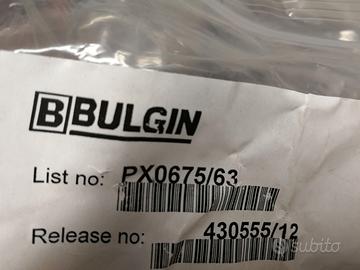 B BULGIN
List no: PX0675/63
Release no: 430555/12
subito